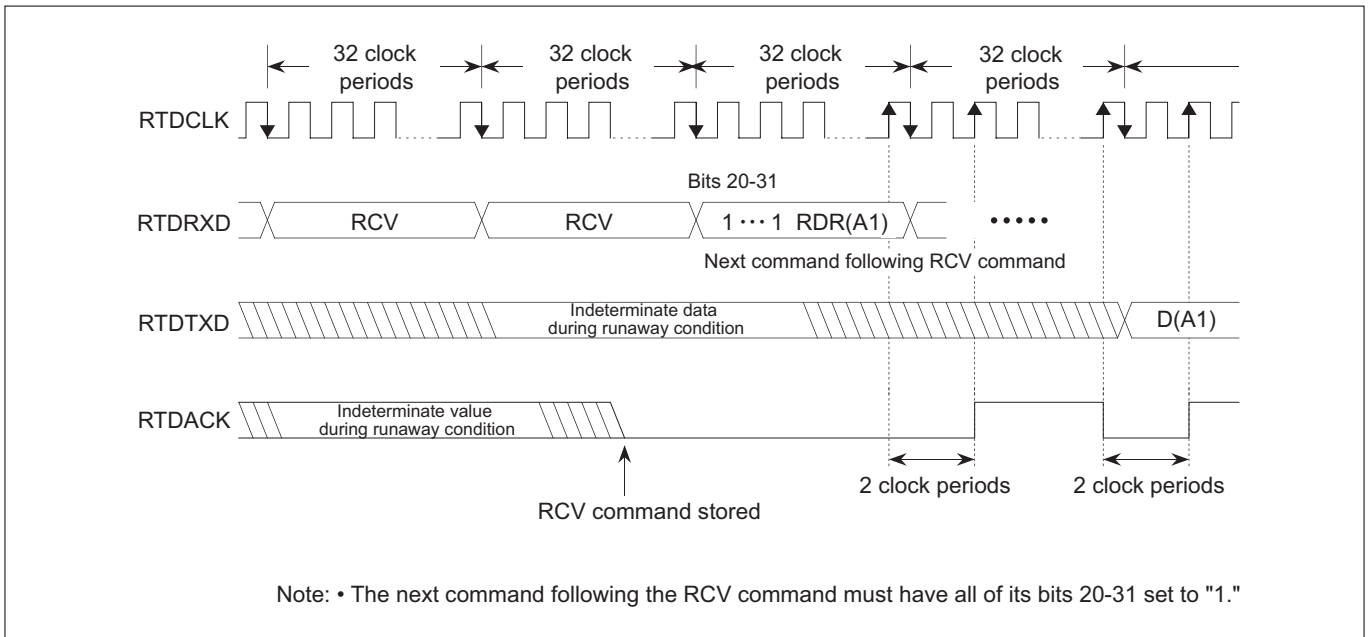 32 clock periods
32 clock periods
32 clock periods
32 clock periods
RTDCLK
Bits 20-31
RTDRXD
RCV
RCV
1 ··· 1 RDR(A1)
•••••
Next command following RCV command
RTDTXD
Indeterminate data
during runaway condition
D(A1)
RTDACK
Indeterminate value
during runaway condition
2 clock periods
2 clock periods
RCV command stored
Note: • The next command following the RCV command must have all of its bits 20-31 set to "1."